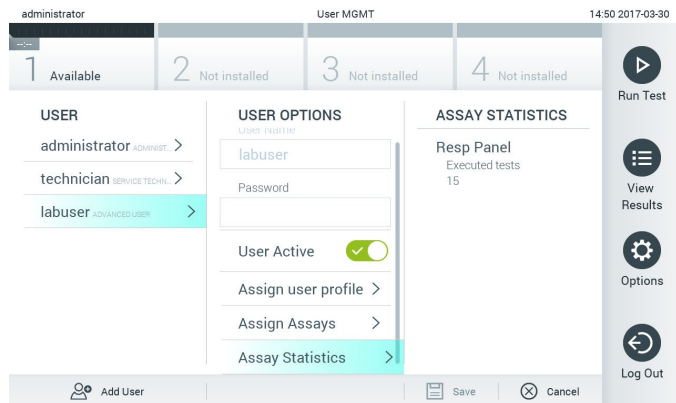 administrator
User MGMT
14:50 2017-03-30
--:--
1 Available
2 Not installed
3 Not installed
4 Not installed
Run Test
View
Results
Options
Log Out
USER
administrator ADMINIST...
technician SERVICE TECHN...
labuser ADVANCED USER
USER OPTIONS
User Name
labuser
Password
User Active
Assign user profile
Assign Assays
Assay Statistics
ASSAY STATISTICS
Resp Panel
Executed tests
15
Add User
Save
Cancel